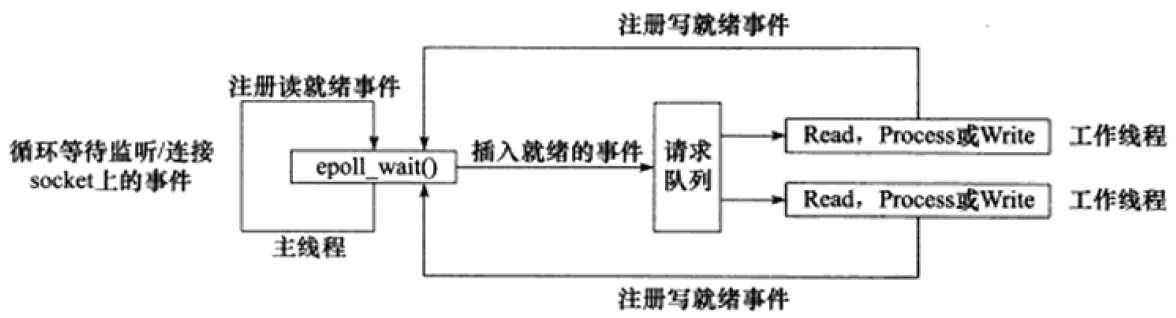 注册写就绪事件
注册读就绪事件
循环等待监听/连接
socket上的事件
epoll_wait()
插入就绪的事件
请求
队列
Read，Process或Write
工作线程
Read，Process或Write
工作线程
主线程
注册写就绪事件